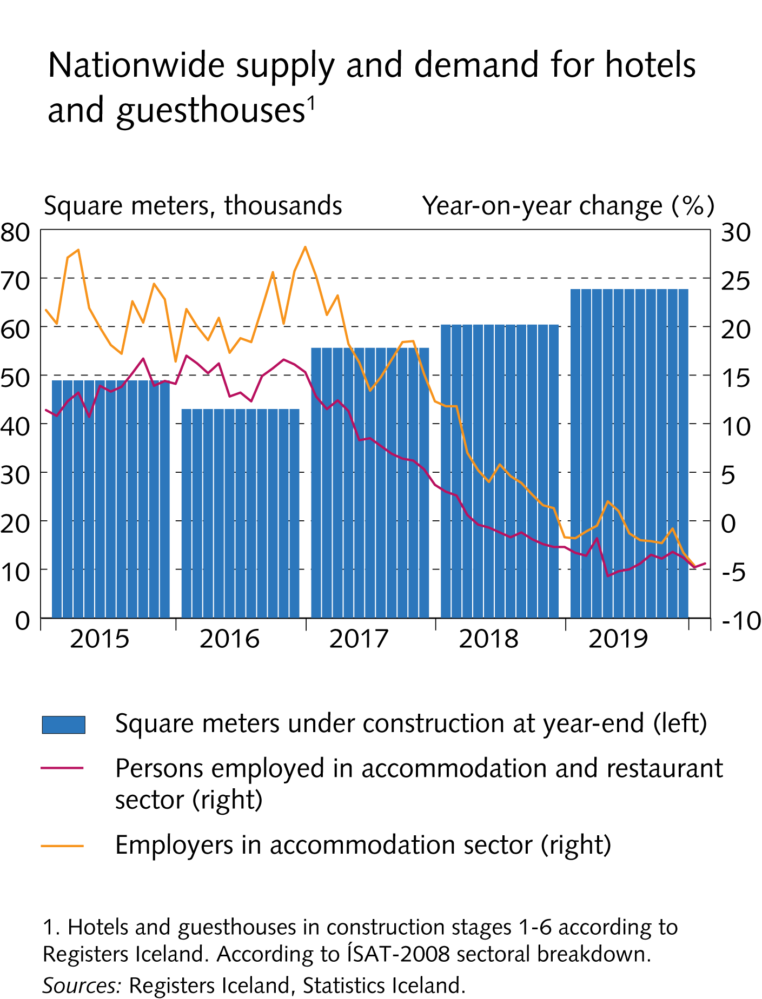 Nationwide supply and demand for hotels
and guesthouses¹
Square meters, thousands
Year-on-year change (%)
80
70
60
50
40
30
20
10
0
30
25
20
15
10
5
0
-5
-10
2015
2016
2017
2018
2019
Square meters under construction at year-end (left)
Persons employed in accommodation and restaurant
sector (right)
Employers in accommodation sector (right)
1. Hotels and guesthouses in construction stages 1-6 according to
Registers Iceland. According to ÍSAT-2008 sectoral breakdown.
Sources: Registers Iceland, Statistics Iceland.